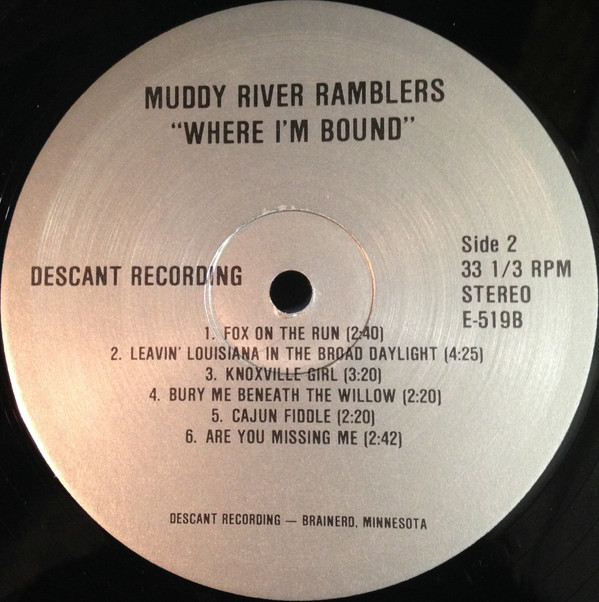 MUDDY RIVER RAMBLERS
"WHERE I'M BOUND"
DESCANT RECORDING
Side 2
33 1/3 RPM
STEREO
E-519B
1. FOX ON THE RUN (2:40)
2. LEAVIN' LOUISIANA IN THE BROAD DAYLIGHT (4:25)
3. KNOXVILLE GIRL (3:20)
4. BURY ME BENEATH THE WILLOW (2:20)
5. CAJUN FIDDLE (2:20)
6. ARE YOU MISSING ME (2:42)
DESCANT RECORDING — BRAINERD, MINNESOTA